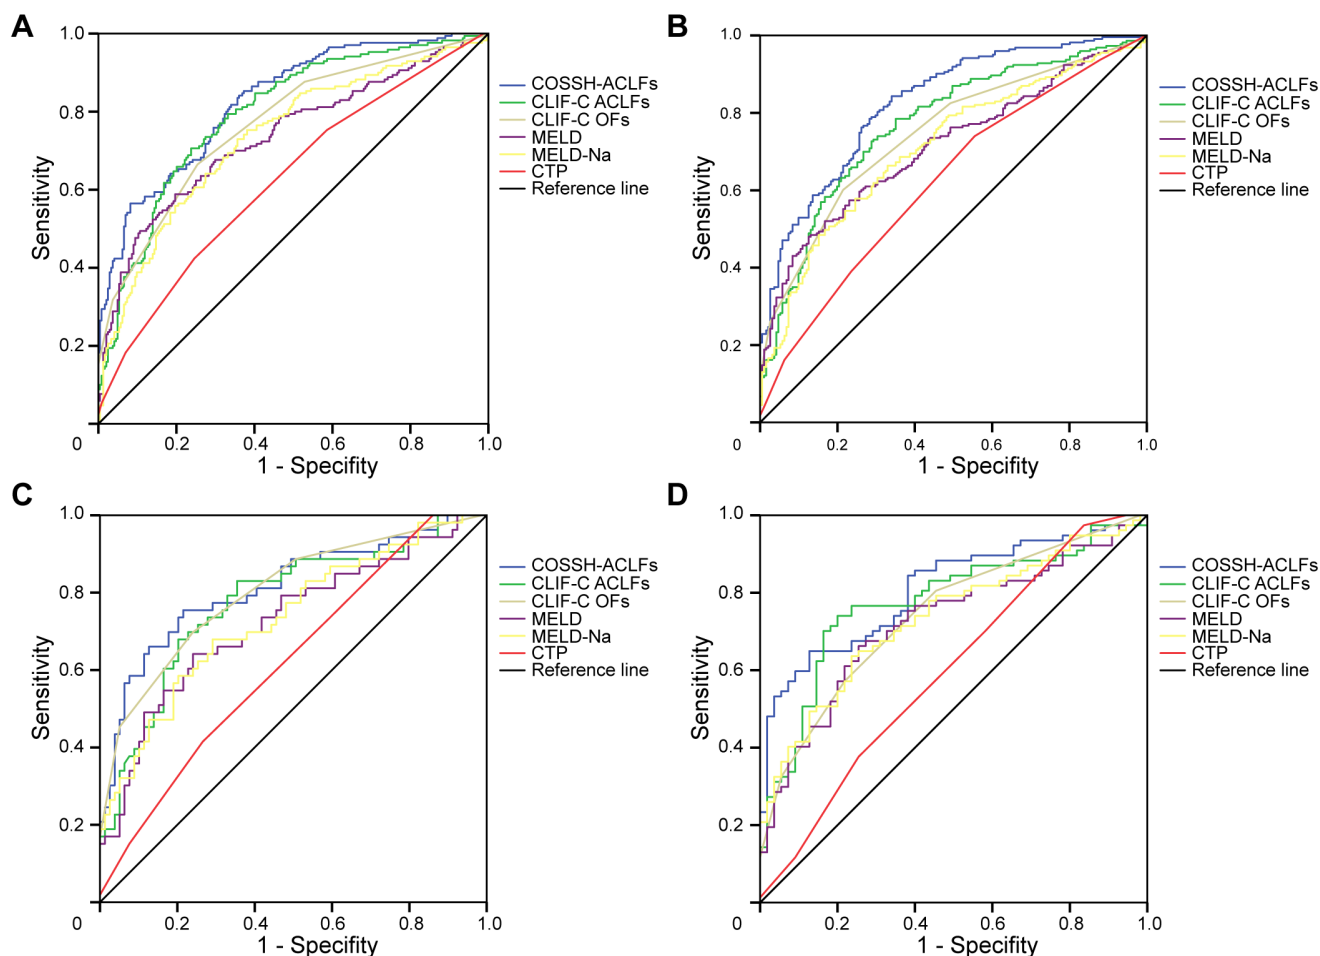 A
1.0
0.8
0.6
0.4
0.2
0
0.2
0.4
0.6
0.8
1.0
Sensitivity
1 - Specifity
COSSH-ACLFs
CLIF-C ACLFs
CLIF-C OFs
MELD
MELD-Na
CTP
Reference line
B
1.0
0.8
0.6
0.4
0.2
0
0.2
0.4
0.6
0.8
1.0
Sensitivity
1 - Specifity
COSSH-ACLFs
CLIF-C ACLFs
CLIF-C OFs
MELD
MELD-Na
CTP
Reference line
C
1.0
0.8
0.6
0.4
0.2
0
0.2
0.4
0.6
0.8
1.0
Sensitivity
1 - Specifity
COSSH-ACLFs
CLIF-C ACLFs
CLIF-C OFs
MELD
MELD-Na
CTP
Reference line
D
1.0
0.8
0.6
0.4
0.2
0
0.2
0.4
0.6
0.8
1.0
Sensitivity
1 - Specifity
COSSH-ACLFs
CLIF-C ACLFs
CLIF-C OFs
MELD
MELD-Na
CTP
Reference line